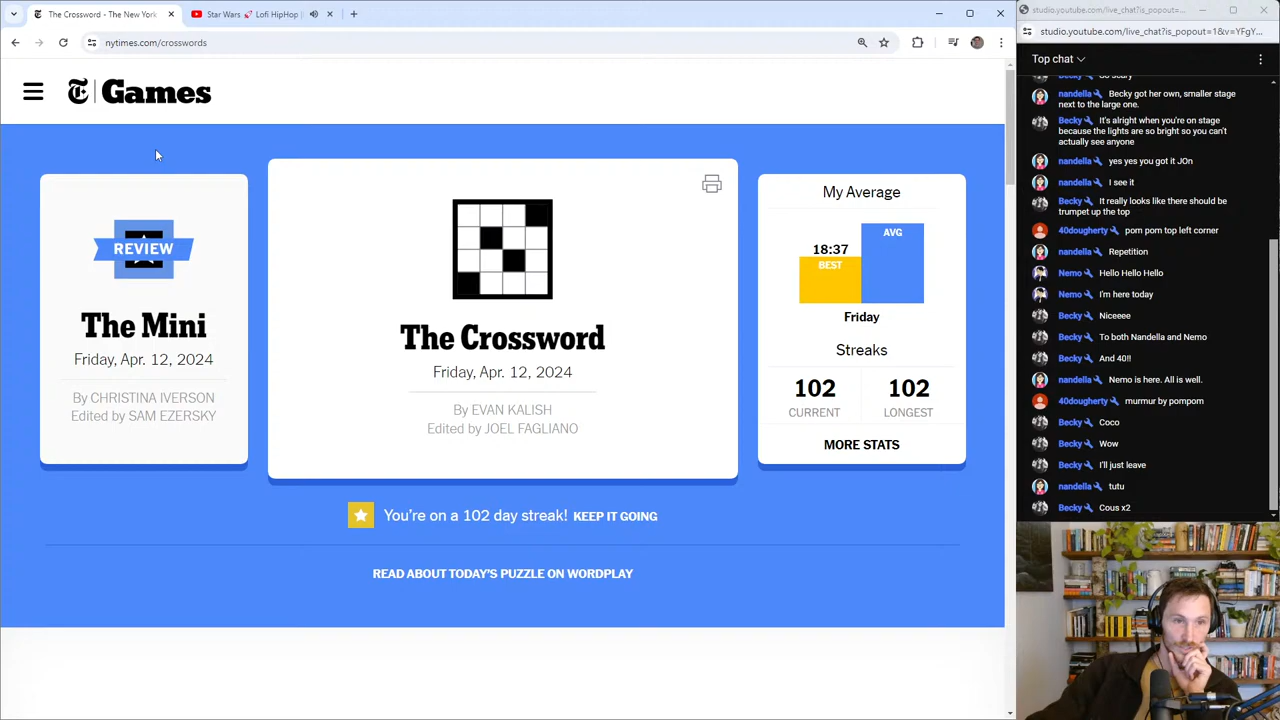 The Crossword - The New York
Star Wars 🚀 Lofi HipHop |
nytimes.com/crosswords
Games
REVIEW
The Mini
Friday, Apr. 12, 2024
By CHRISTINA IVERSON
Edited by SAM EZERSKY
The Crossword
Friday, Apr. 12, 2024
By EVAN KALISH
Edited by JOEL FAGLIANO
My Average
18:37
BEST
AVG
Friday
Streaks
102
CURRENT
102
LONGEST
MORE STATS
You're on a 102 day streak! KEEP IT GOING
READ ABOUT TODAY'S PUZZLE ON WORDPLAY
studio.youtube.com/live_chat?is_popout=...
studio.youtube.com/live_chat?is_popout=1&v=YFgY...
Top chat
Becky So scary
nandella Becky got her own, smaller stage
next to the large one.
Becky It's alright when you're on stage
because the lights are so bright so you can't
actually see anyone
nandella yes yes you got it JOn
nandella I see it
Becky It really looks like there should be
trumpet up the top
40dougherty pom pom top left corner
nandella Repetition
Nemo Hello Hello Hello
Nemo I'm here today
Becky Niceeee
Becky To both Nandella and Nemo
Becky And 40!!
nandella Nemo is here. All is well.
40dougherty murmur by pompom
Becky Coco
Becky Wow
Becky I'll just leave
nandella tutu
Becky Cous x2